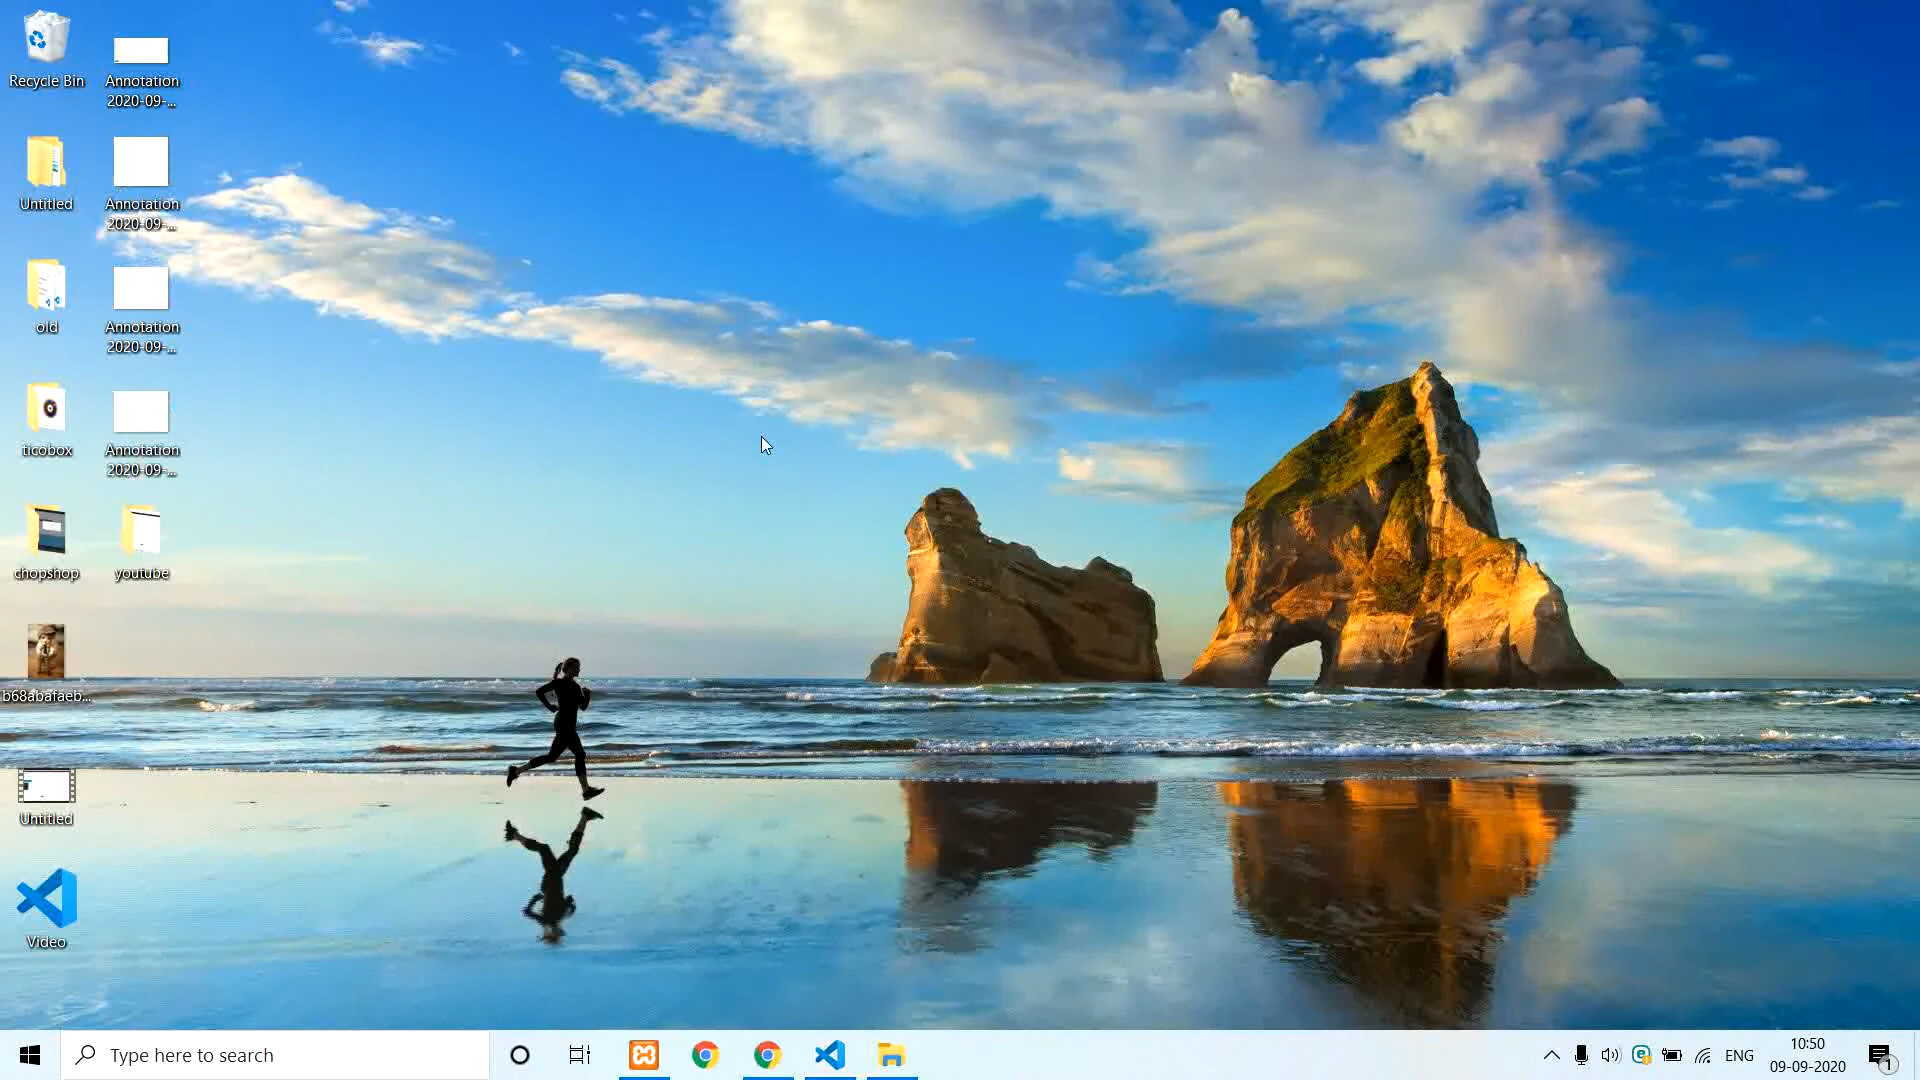 Recycle Bin
Annotation
2020-09-...
Untitled
Annotation
2020-09-...
old
Annotation
2020-09-...
ticobox
Annotation
2020-09-...
chopshop
youtube
b68abafaeb...
Untitled
Video
Type here to search
ENG
10:50
09-09-2020
1